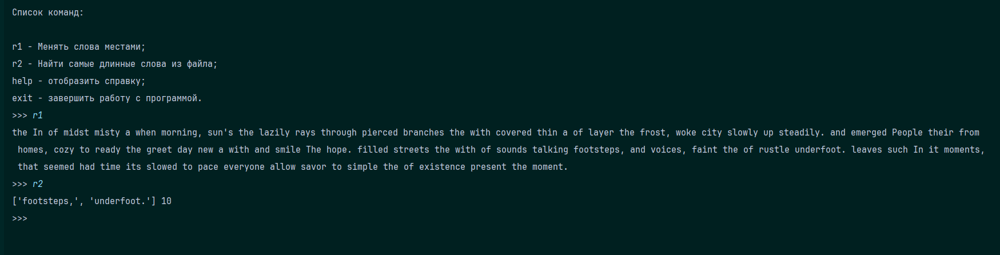 Список команд:
r1 - Менять слова местами;
r2 - Найти самые длинные слова из файла;
help - отобразить справку;
exit - завершить работу с программой.
>>> r1
the In of midst misty a when morning, sun's the lazily rays through pierced branches the with covered thin a of layer the frost, woke city slowly up steadily. and emerged People their from
homes, cozy to ready the greet day new a with and smile The hope. filled streets the with of sounds talking footsteps, and voices, faint the of rustle underfoot. leaves such In it moments,
that seemed had time its slowed to pace everyone allow savor to simple the of existence present the moment.
>>> r2
['footsteps,', 'underfoot.'] 10
>>>